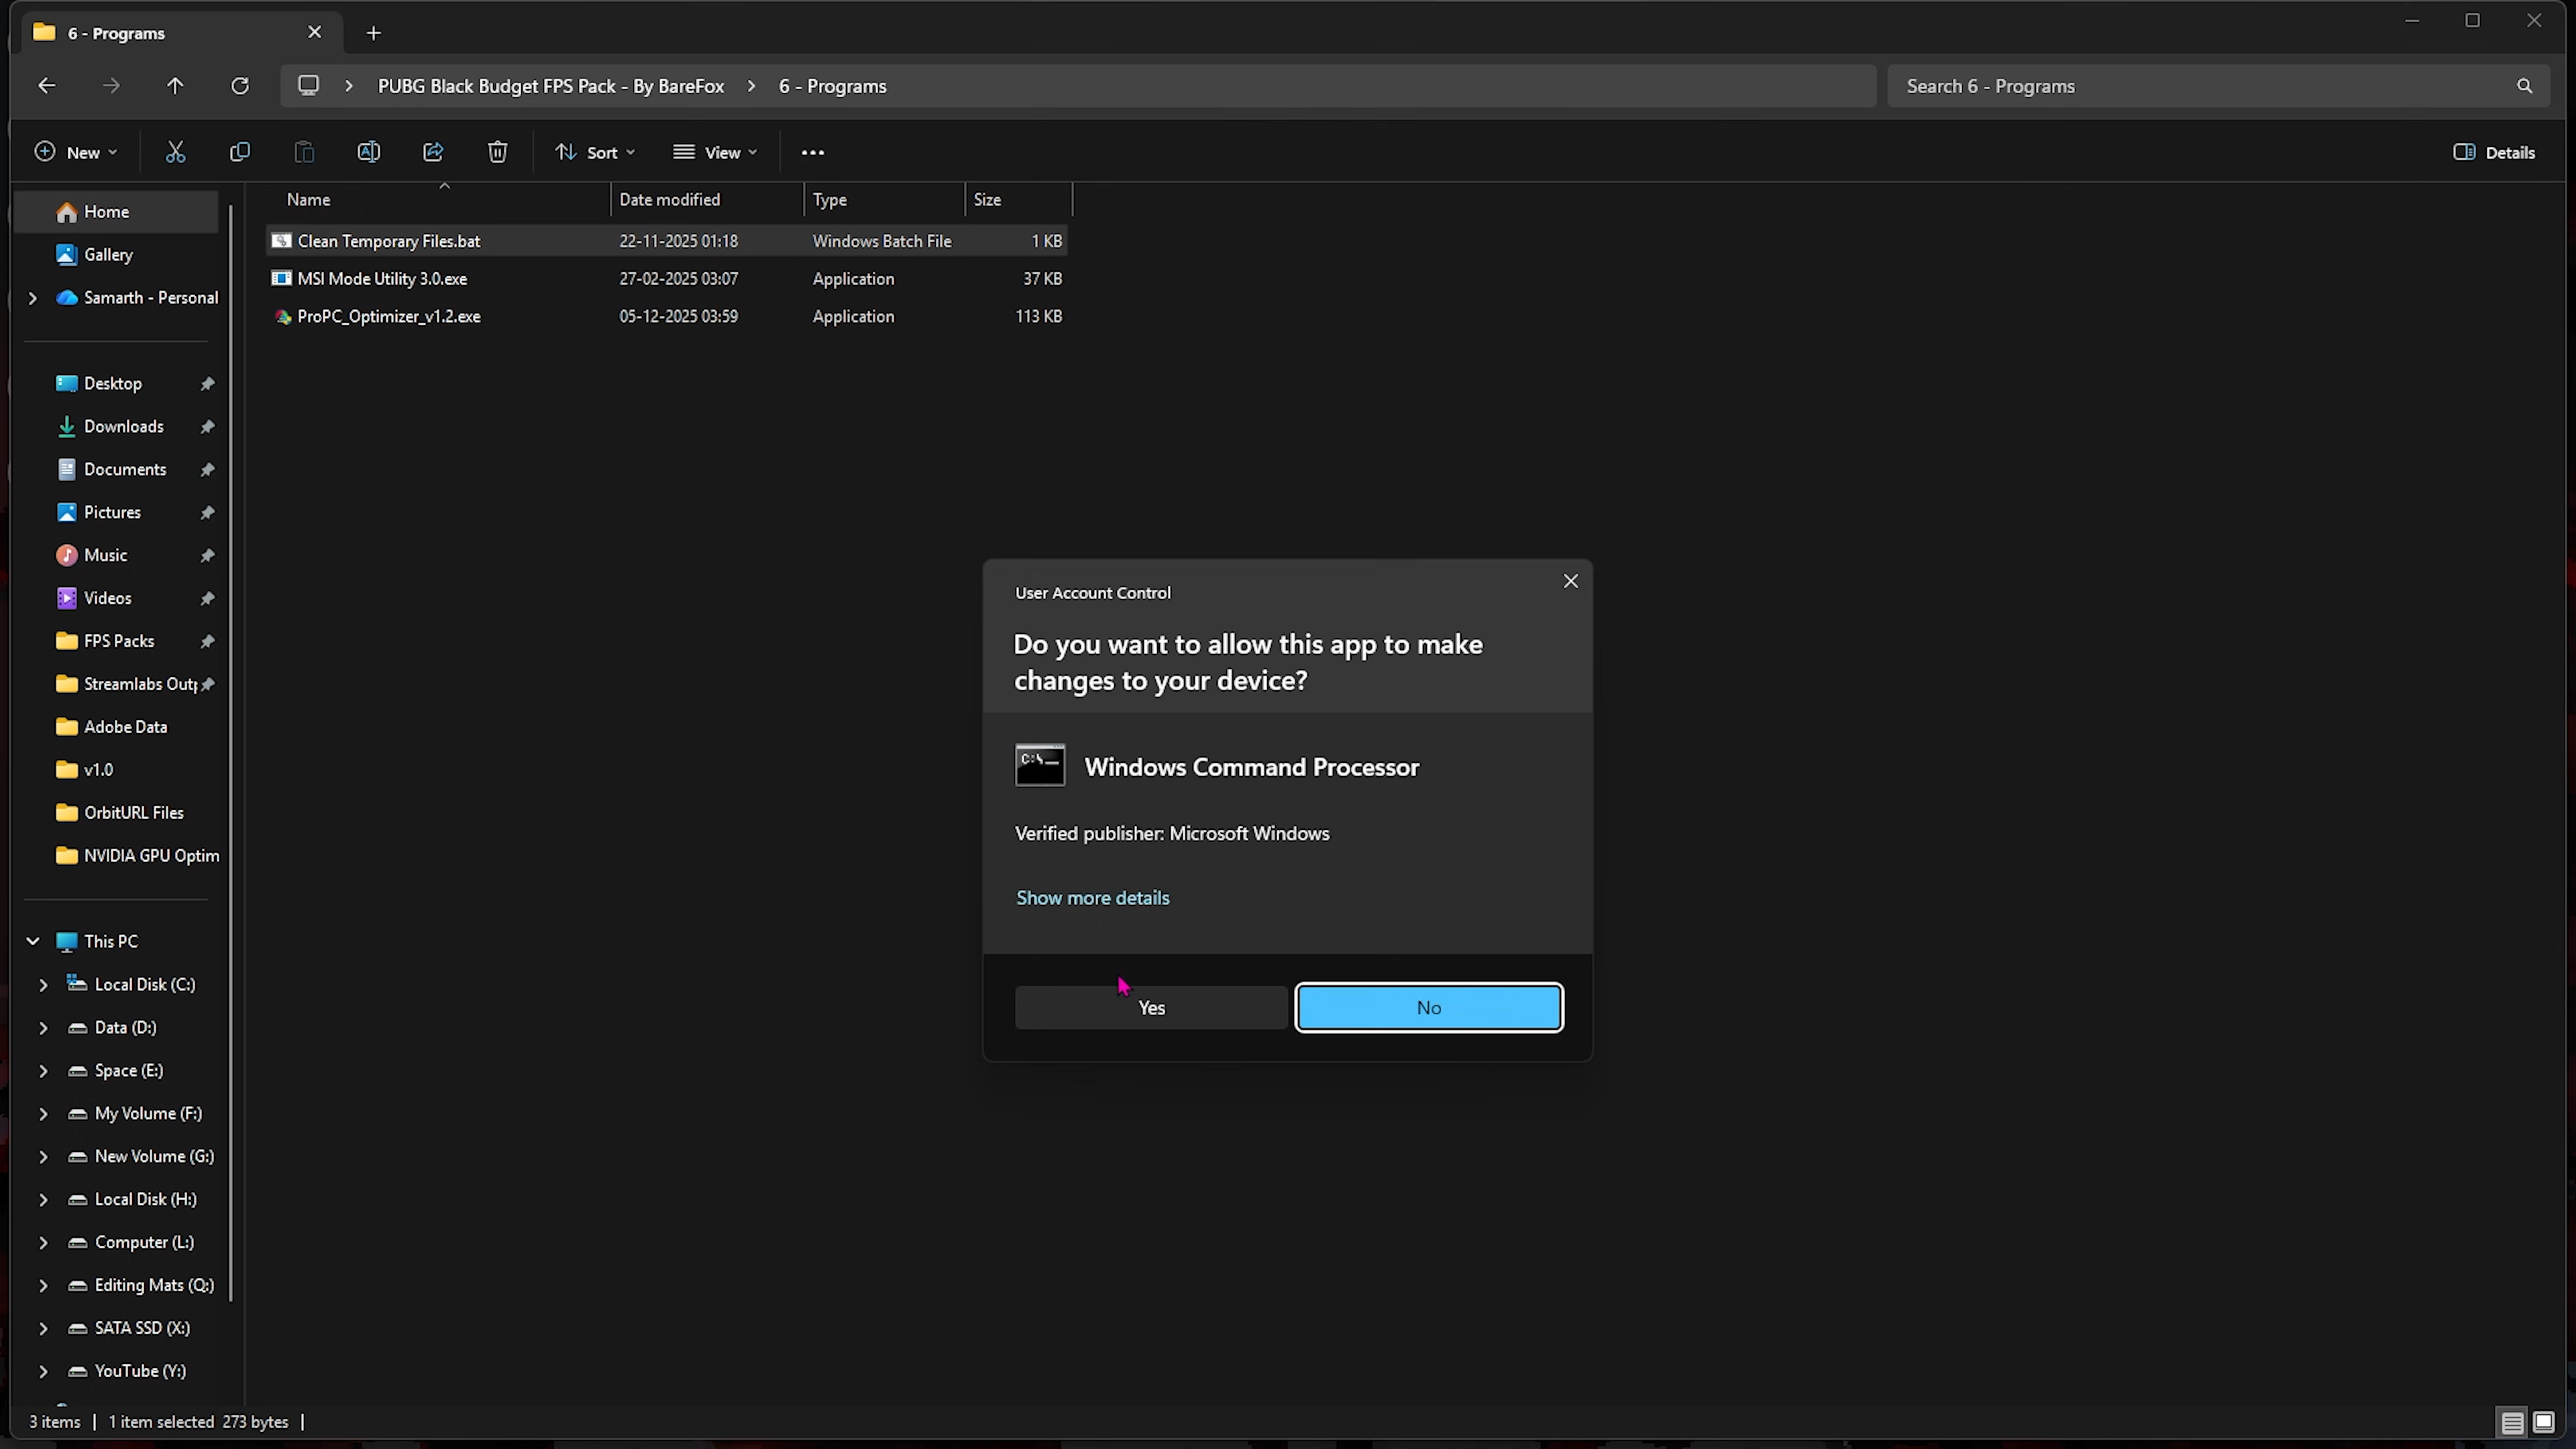 6 - Programs
PUBG Black Budget FPS Pack - By BareFox
6 - Programs
Search 6 - Programs
New
Sort
View
Details
Name
Date modified
Type
Size
Clean Temporary Files.bat
22-11-2025 01:18
Windows Batch File
1 KB
MSI Mode Utility 3.0.exe
27-02-2025 03:07
Application
37 KB
ProPC_Optimizer_v1.2.exe
05-12-2025 03:59
Application
113 KB
Home
Gallery
Samarth - Personal
Desktop
Downloads
Documents
Pictures
Music
Videos
FPS Packs
Streamlabs Outp
Adobe Data
v1.0
OrbitURL Files
NVIDIA GPU Optim
This PC
Local Disk (C:)
Data (D:)
Space (E:)
My Volume (F:)
New Volume (G:)
Local Disk (H:)
Computer (L:)
Editing Mats (Q:)
SATA SSD (X:)
YouTube (Y:)
User Account Control
Do you want to allow this app to make
changes to your device?
C:\_
Windows Command Processor
Verified publisher: Microsoft Windows
Show more details
Yes
No
3 items
1 item selected 273 bytes